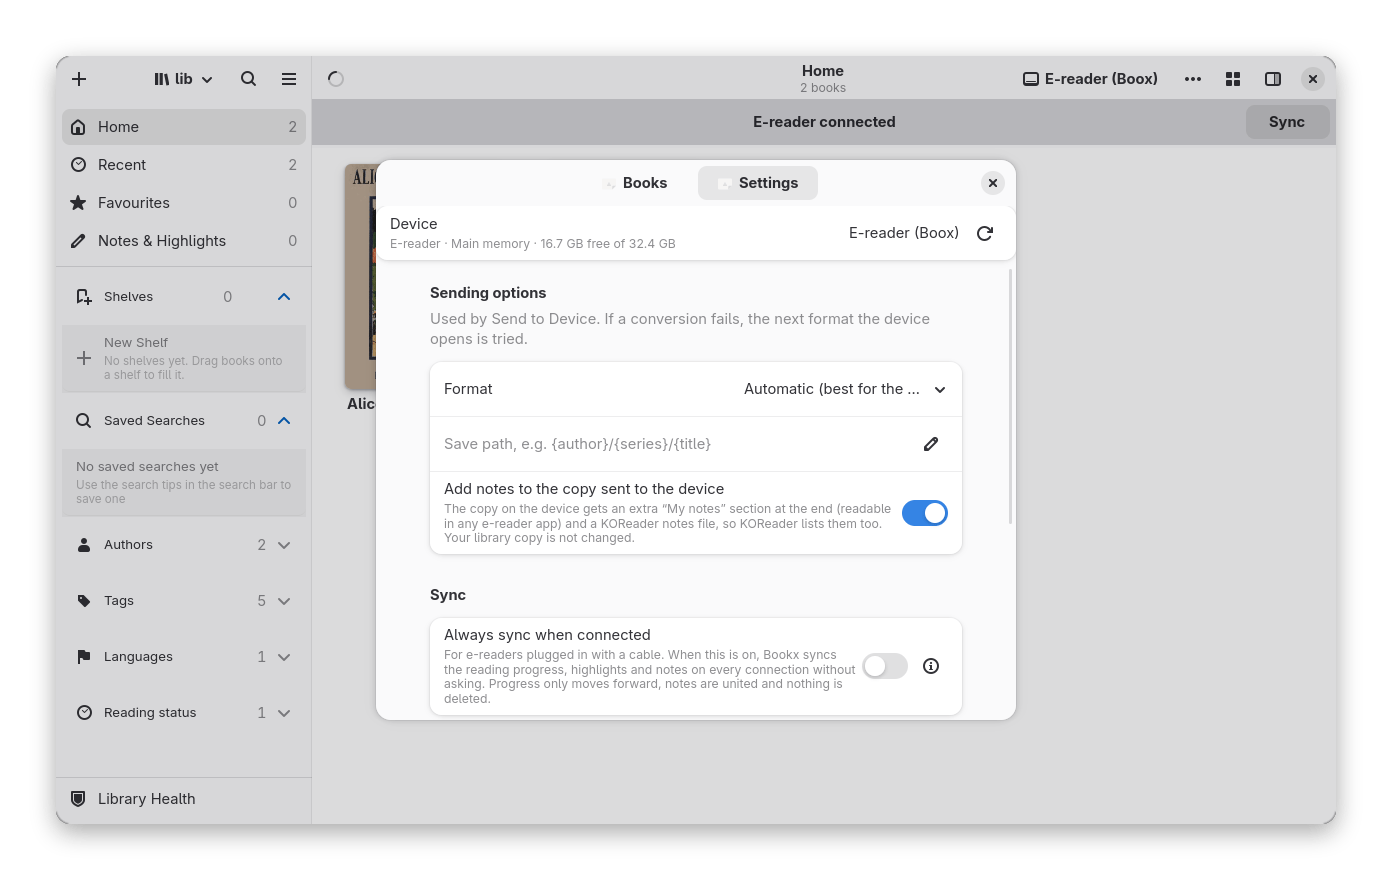 lib
Home
2 books
E-reader (Boox)
E-reader connected
Sync
Home 2
Recent 2
Favourites 0
Notes & Highlights 0
Shelves 0
New Shelf
No shelves yet. Drag books onto
a shelf to fill it.
Saved Searches 0
No saved searches yet
Use the search tips in the search bar to
save one
Authors 2
Tags 5
Languages 1
Reading status 1
Library Health
Books
Settings
Device
E-reader · Main memory · 16.7 GB free of 32.4 GB
E-reader (Boox)
Sending options
Used by Send to Device. If a conversion fails, the next format the device
opens is tried.
Format
Automatic (best for the ...
Save path, e.g. {author}/{series}/{title}
Add notes to the copy sent to the device
The copy on the device gets an extra “My notes” section at the end (readable
in any e-reader app) and a KOReader notes file, so KOReader lists them too.
Your library copy is not changed.
Sync
Always sync when connected
For e-readers plugged in with a cable. When this is on, Bookx syncs
the reading progress, highlights and notes on every connection without
asking. Progress only moves forward, notes are united and nothing is
deleted.